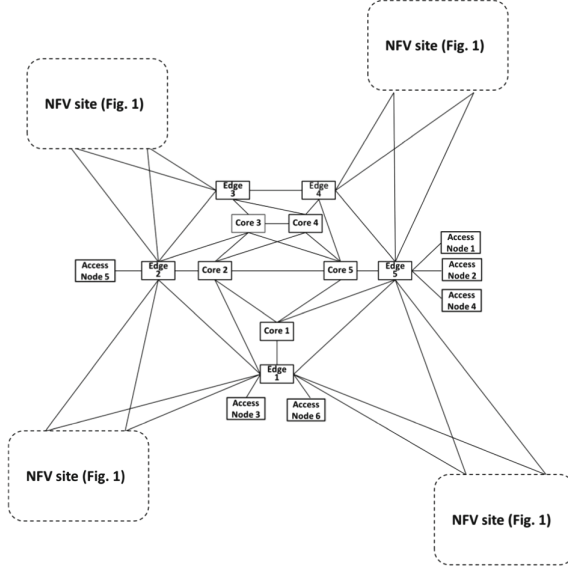 NFV site (Fig. 1)
NFV site (Fig. 1)
Edge
3
Edge
4
Core 3
Core 4
Access
Node 1
Access
Node 5
Edge
2
Core 2
Core 5
Edge
5
Access
Node 2
Access
Node 4
Core 1
Edge
1
Access
Node 3
Access
Node 6
NFV site (Fig. 1)
NFV site (Fig. 1)